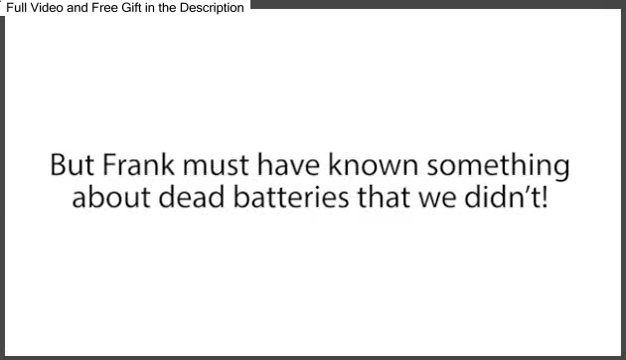 Full Video and Free Gift in the Description
But Frank must have known something
about dead batteries that we didn't!